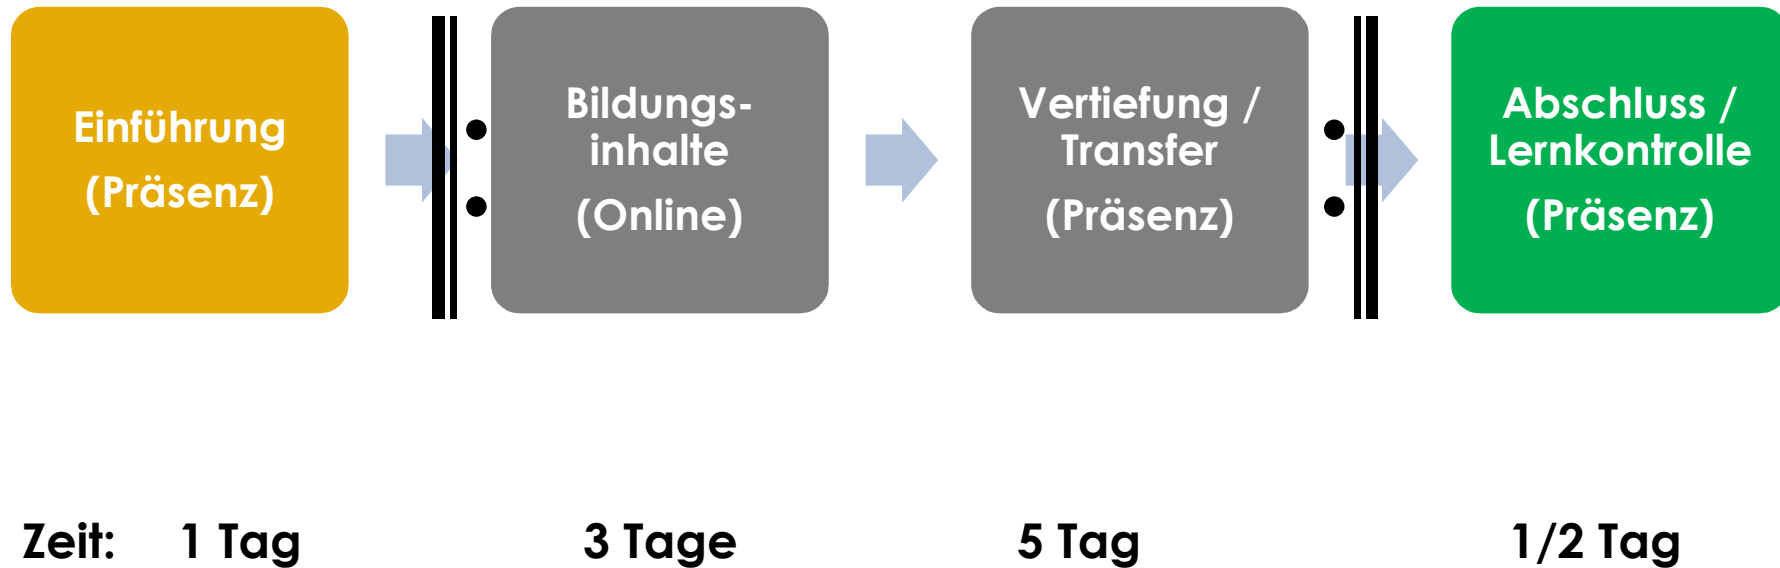 Einführung
(Präsenz)
Bildungs-
inhalte
(Online)
Vertiefung /
Transfer
(Präsenz)
Abschluss /
Lernkontrolle
(Präsenz)
Zeit: 1 Tag 3 Tage 5 Tag 1/2 Tag